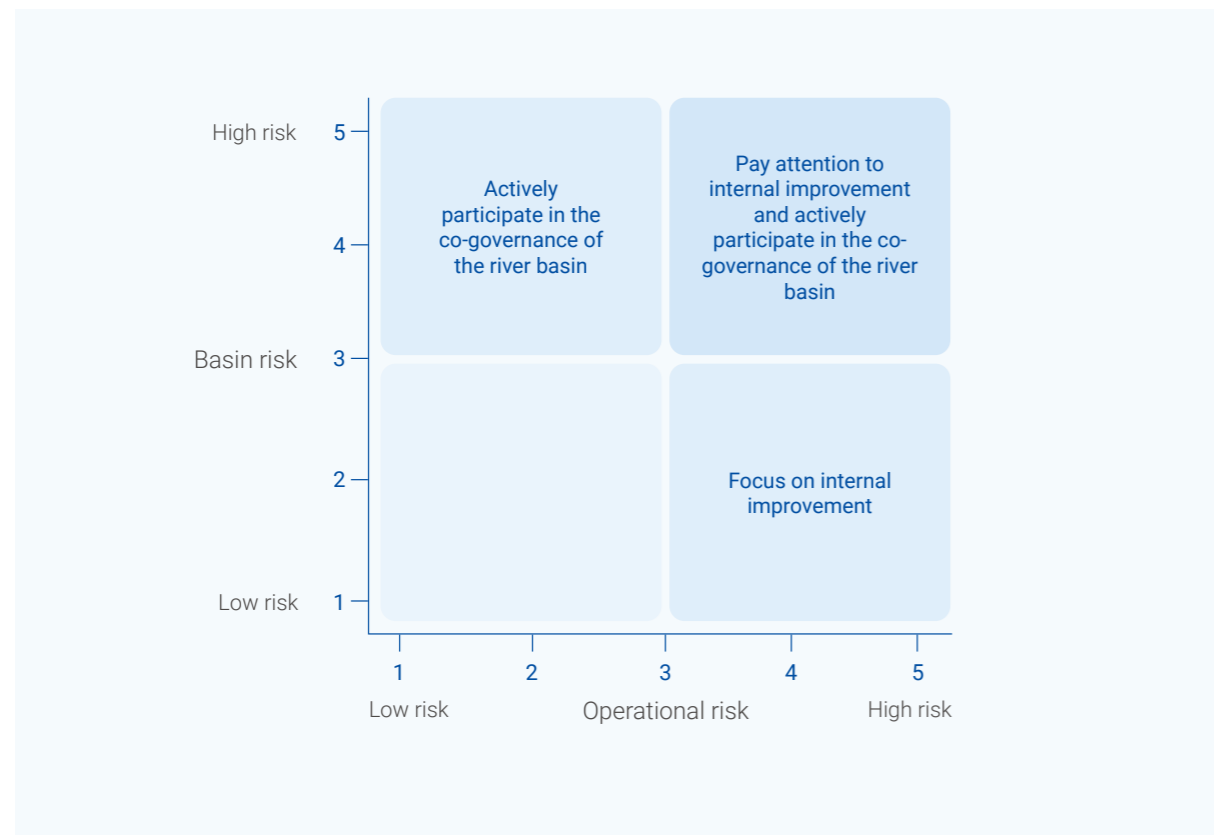 High risk
5
Actively
participate in the
co-governance of
the river basin
Pay attention to
internal improvement
and actively
participate in the co-
governance of the river
basin
4
Basin risk
3
2
Focus on internal
improvement
Low risk
1
1
2
3
4
5
Low risk
Operational risk
High risk